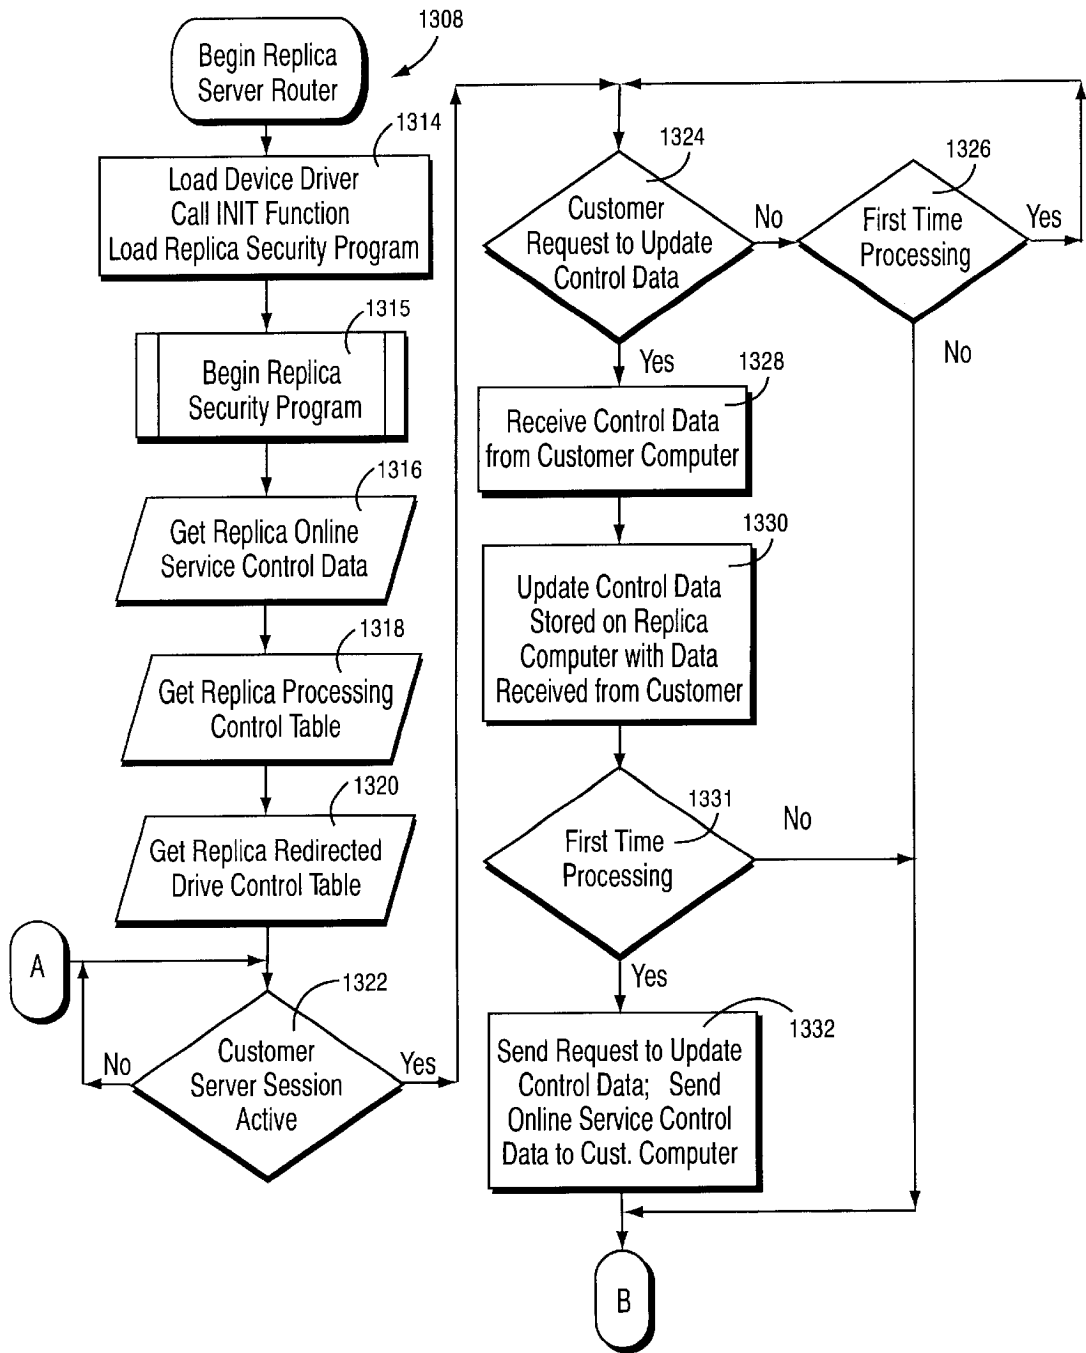 1308
Begin Replica
Server Router
1314
Load Device Driver
Call INIT Function
Load Replica Security Program
1315
Begin Replica
Security Program
1316
Get Replica Online
Service Control Data
1318
Get Replica Processing
Control Table
1320
Get Replica Redirected
Drive Control Table
A
1322
Customer
Server Session
Active
No
Yes
1324
Customer
Request to Update
Control Data
No
Yes
1326
First Time
Processing
Yes
No
1328
Receive Control Data
from Customer Computer
1330
Update Control Data
Stored on Replica
Computer with Data
Received from Customer
1331
First Time
Processing
No
Yes
1332
Send Request to Update
Control Data; Send
Online Service Control
Data to Cust. Computer
B